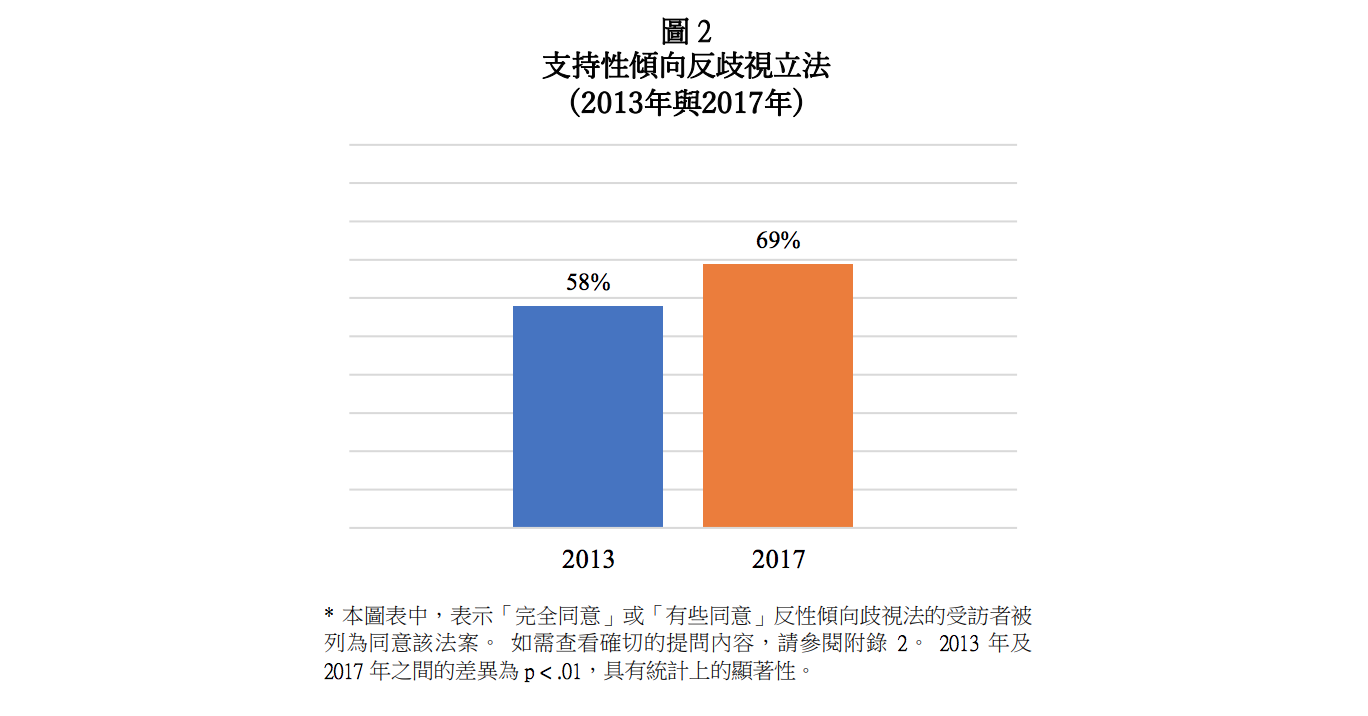 圖 2
支持性傾向反歧視立法
(2013年與2017年)
69%
58%
2013
2017
* 本圖表中，表示「完全同意」或「有些同意」反性傾向歧視法的受訪者被
列為同意該法案。 如需查看確切的提問內容，請參閱附錄 2。 2013 年及
2017 年之間的差異為 p < .01，具有統計上的顯著性。